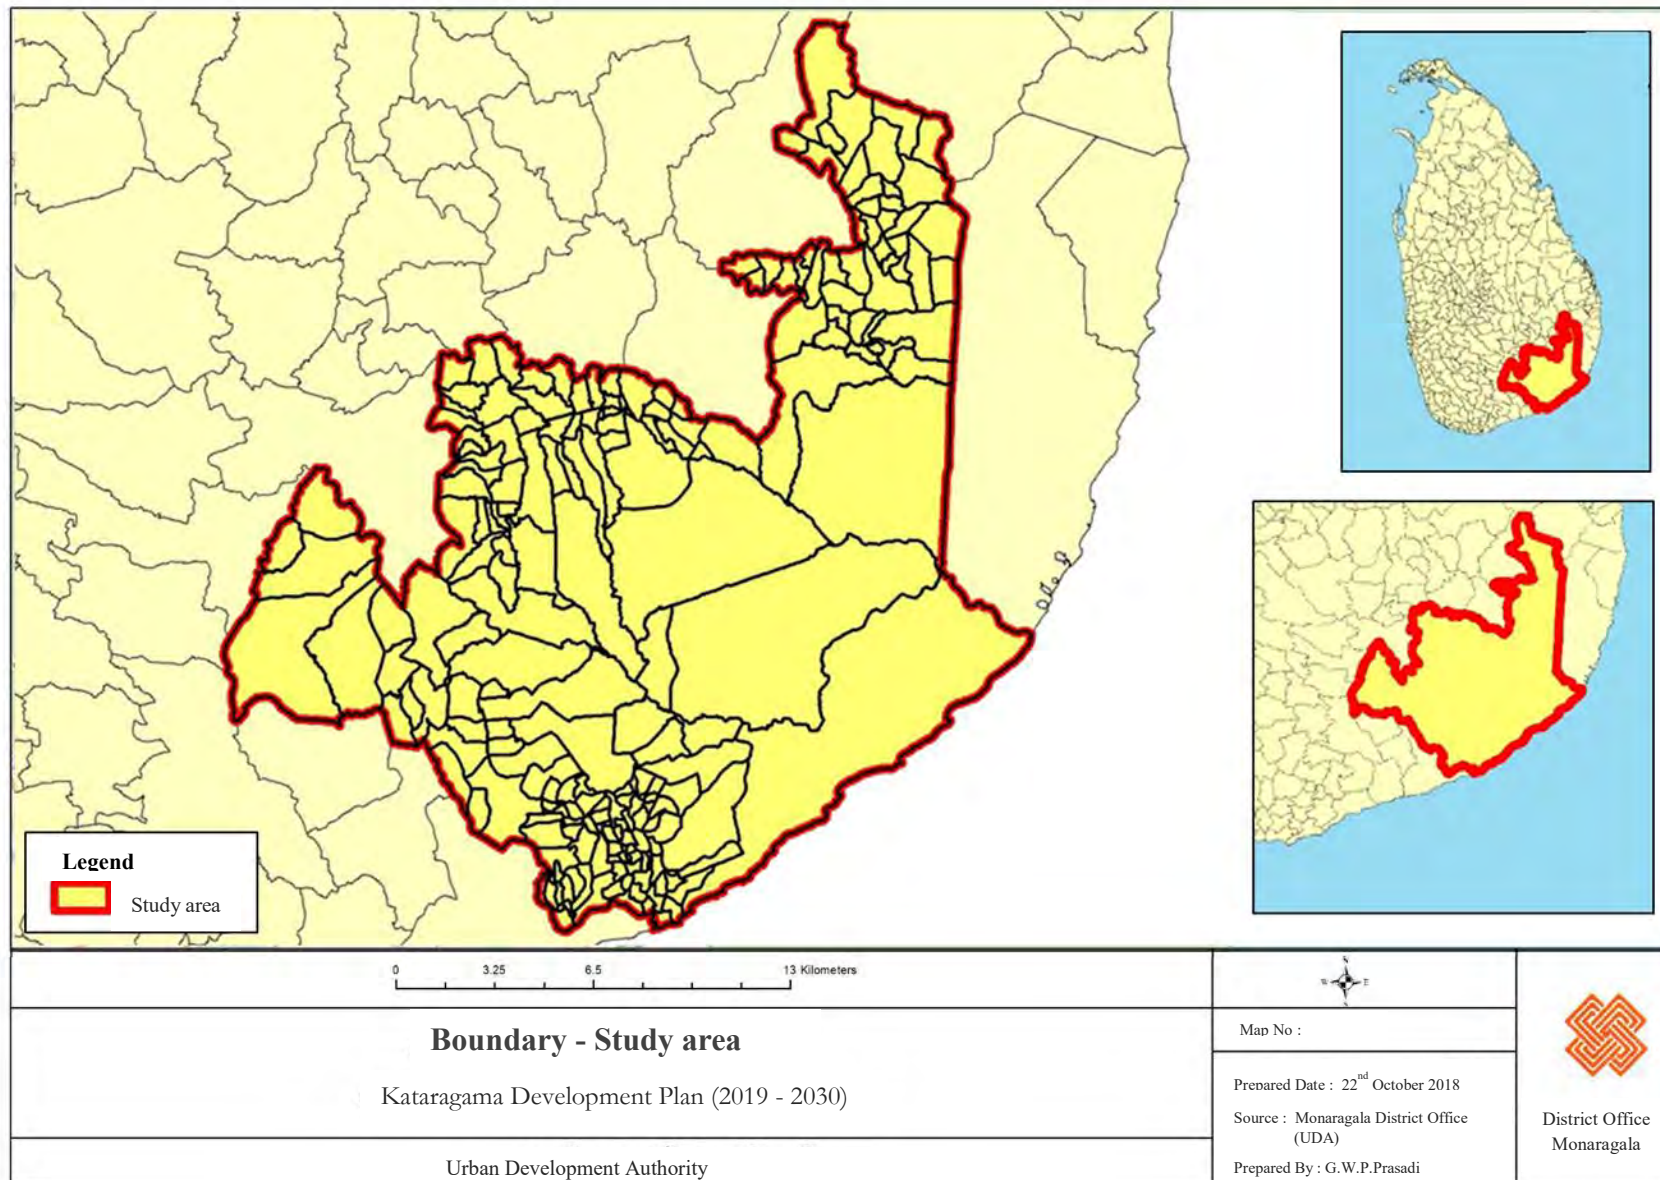 Legend
Study area
0 3.25 6.5 13 Kilometers
Boundary - Study area
Kataragama Development Plan (2019 - 2030)
Urban Development Authority
N
W E
S
Map No :
Prepared Date : 22nd October 2018
Source : Monaragala District Office
(UDA)
Prepared By : G.W.P.Prasadi
District Office
Monaragala